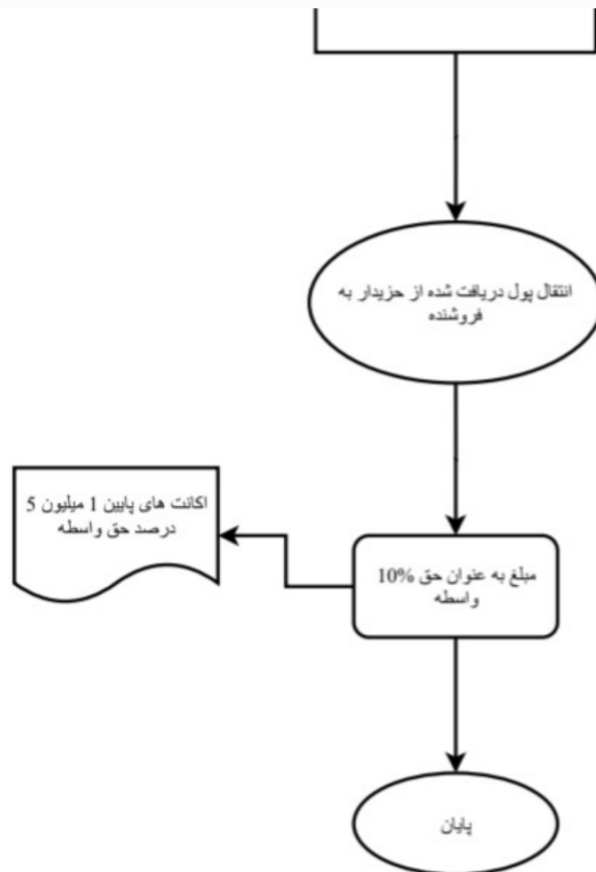 انتقال پول دریافت شده از حزیدار به
فروشنده
اکانت های پایین 1 میلیون 5
درصد حق واسطه
مبلغ به عنوان حق 10%
واسطه
پایان